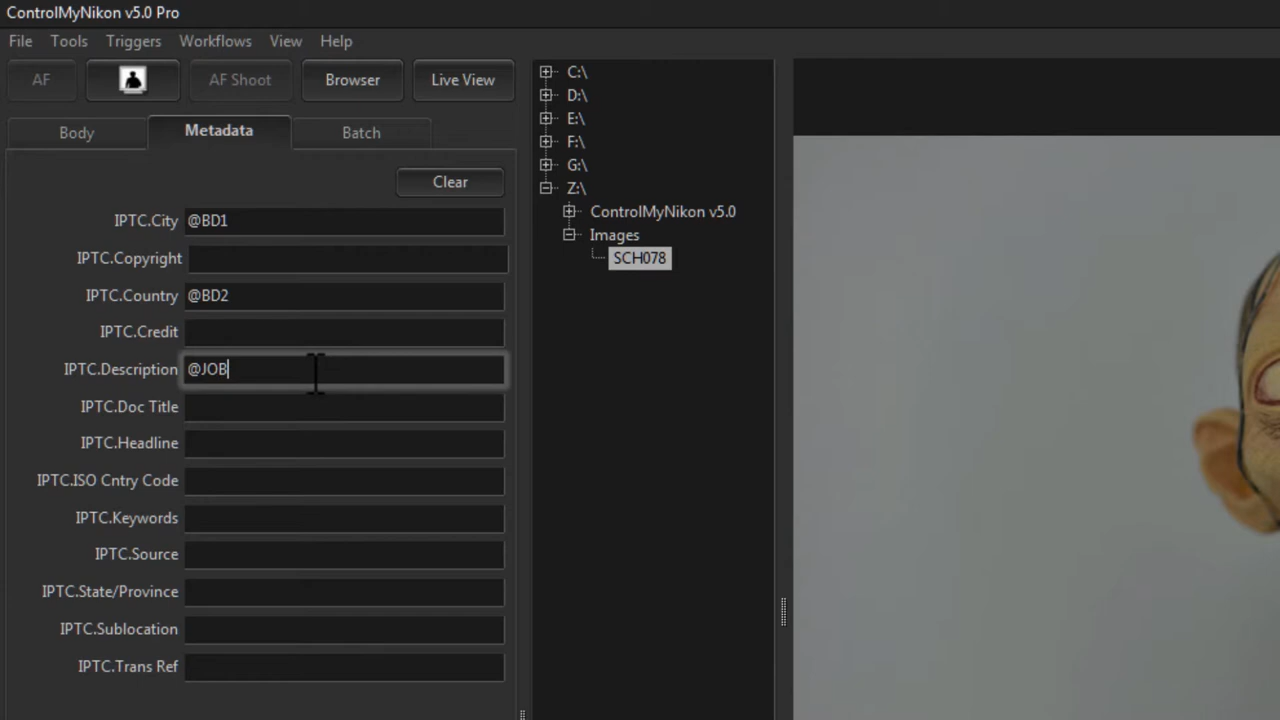 ControlMyNikon v5.0 Pro
File Tools Triggers Workflows View Help
AF AF Shoot Browser Live View
Body Metadata Batch
Clear
IPTC.City @BD1
IPTC.Copyright
IPTC.Country @BD2
IPTC.Credit
IPTC.Description @JOB
IPTC.Doc Title
IPTC.Headline
IPTC.ISO Cntry Code
IPTC.Keywords
IPTC.Source
IPTC.State/Province
IPTC.Sublocation
IPTC.Trans Ref
C:\
D:\
E:\
F:\
G:\
Z:\
ControlMyNikon v5.0
Images
SCH078